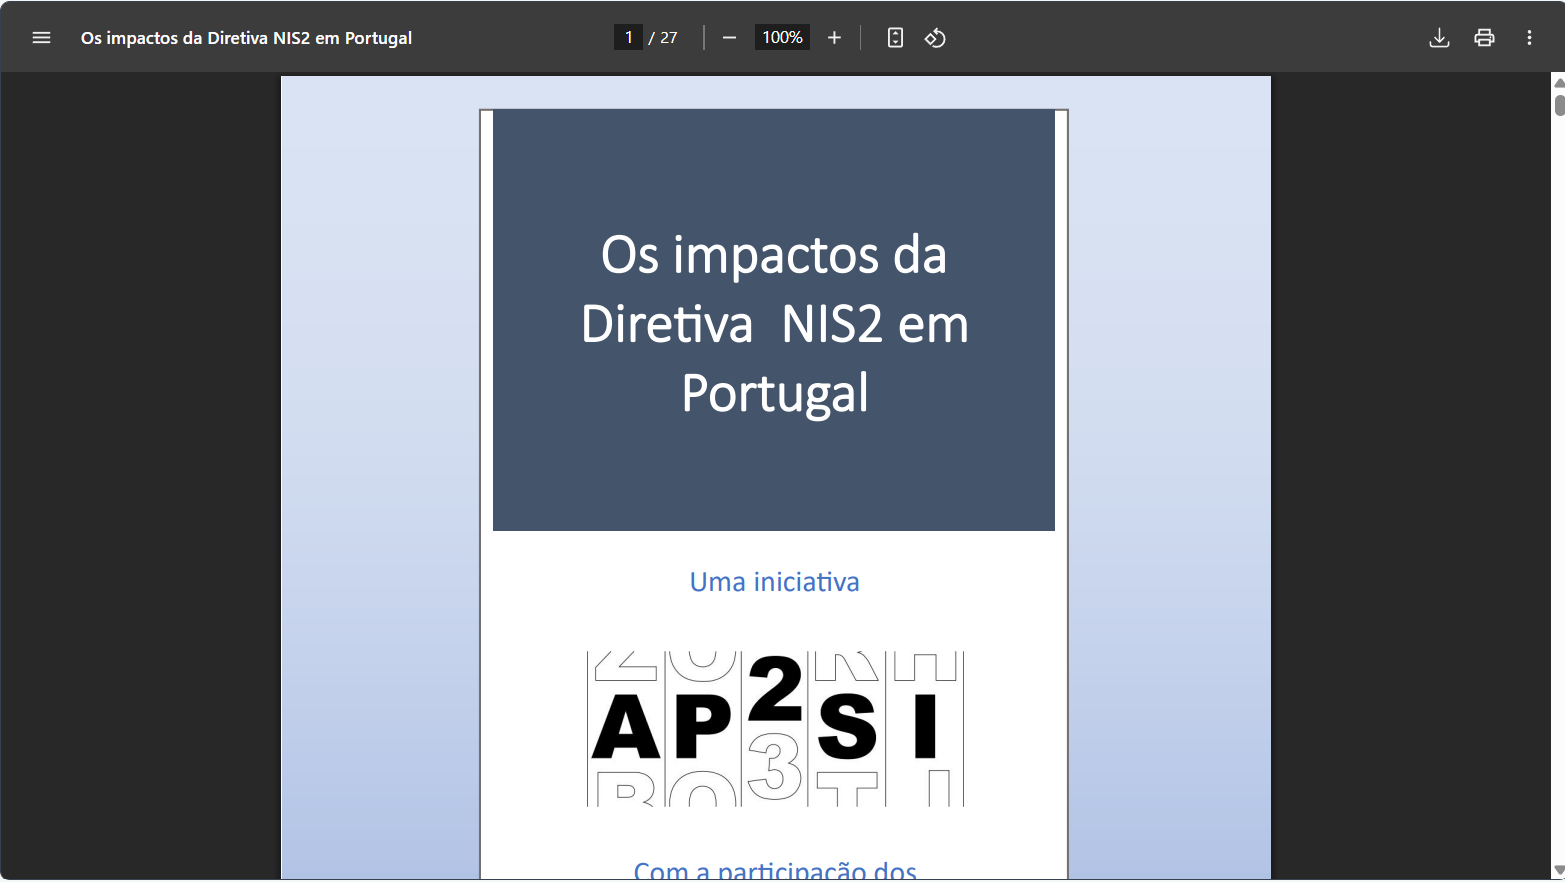 Os impactos da Diretiva NIS2 em Portugal
1 / 27
100%
Os impactos da
Diretiva NIS2 em
Portugal
Uma iniciativa
AP2SI
Com a participação dos